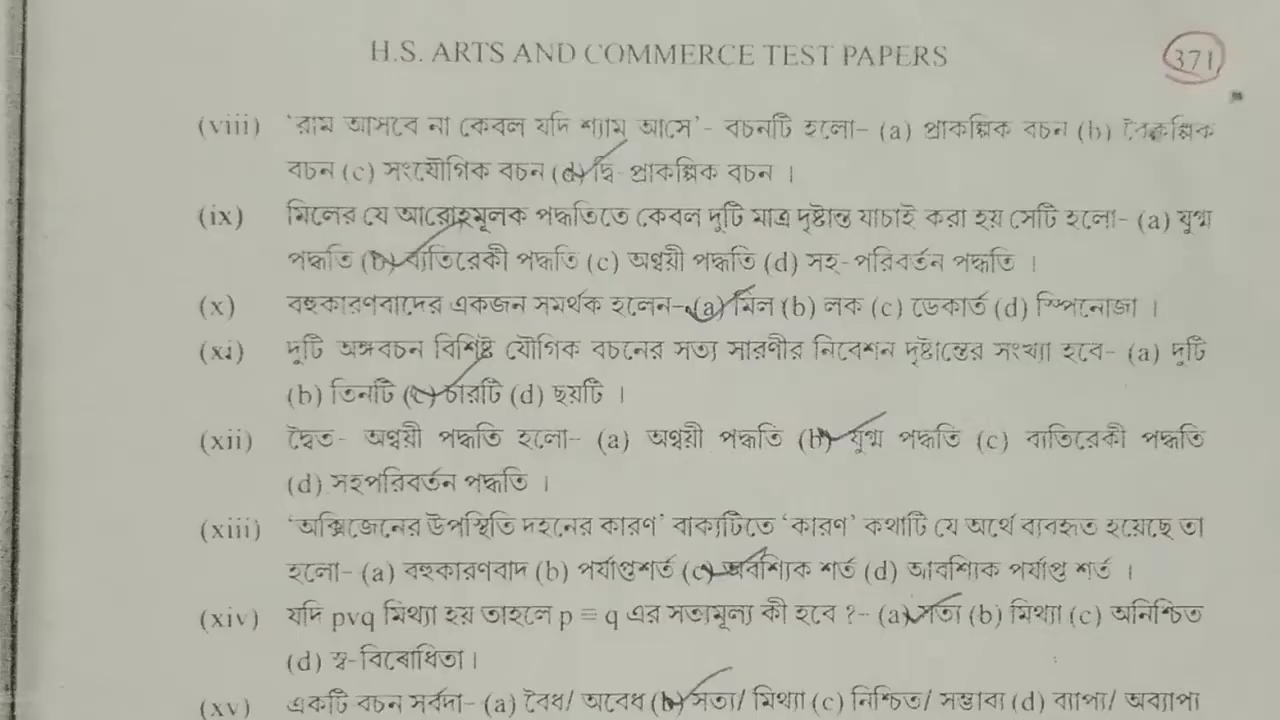 H.S. ARTS AND COMMERCE TEST PAPERS 371
(viii) 'রাম আসবে না কেবল যদি শ্যাম আসে'- বচনটি হলো- (a) প্রাকল্পিক বচন (b) বৈকল্পিক
বচন (c) সংযৌগিক বচন (d) দ্বি-প্রাকল্পিক বচন ।
(ix) মিলের যে আরোহমূলক পদ্ধতিতে কেবল দুটি মাত্র দৃষ্টান্ত যাচাই করা হয় সেটি হলো- (a) যুগ্ম
পদ্ধতি (b) ব্যতিরেকী পদ্ধতি (c) অন্বয়ী পদ্ধতি (d) সহ-পরিবর্তন পদ্ধতি ।
(x) বহুকারণবাদের একজন সমর্থক হলেন- (a) মিল (b) লক (c) ডেকার্ত (d) স্পিনোজা ।
(xi) দুটি অঙ্গবচন বিশিষ্ট যৌগিক বচনের সত্য সারণীর নিবেশন দৃষ্টান্তের সংখ্যা হবে- (a) দুটি
(b) তিনটি (c) চারটি (d) ছয়টি ।
(xii) দ্বৈত- অন্বয়ী পদ্ধতি হলো- (a) অন্বয়ী পদ্ধতি (b) যুগ্ম পদ্ধতি (c) ব্যতিরেকী পদ্ধতি
(d) সহপরিবর্তন পদ্ধতি ।
(xiii) 'অক্সিজেনের উপস্থিতি দহনের কারণ' বাক্যটিতে 'কারণ' কথাটি যে অর্থে ব্যবহৃত হয়েছে তা
হলো- (a) বহুকারণবাদ (b) পর্যাপ্তশর্ত (c) আবশ্যিক শর্ত (d) আবশ্যিক পর্যাপ্ত শর্ত ।
(xiv) যদি pvq মিথ্যা হয় তাহলে p ≡ q এর সত্যমূল্য কী হবে ?- (a) সত্য (b) মিথ্যা (c) অনিশ্চিত
(d) স্ব-বিরোধিতা ।
(xv) একটি বচন সর্বদা- (a) বৈধ/ অবৈধ (b) সত্য/ মিথ্যা (c) নিশ্চিত/ সম্ভাব্য (d) ব্যাপ্য/ অব্যাপ্য